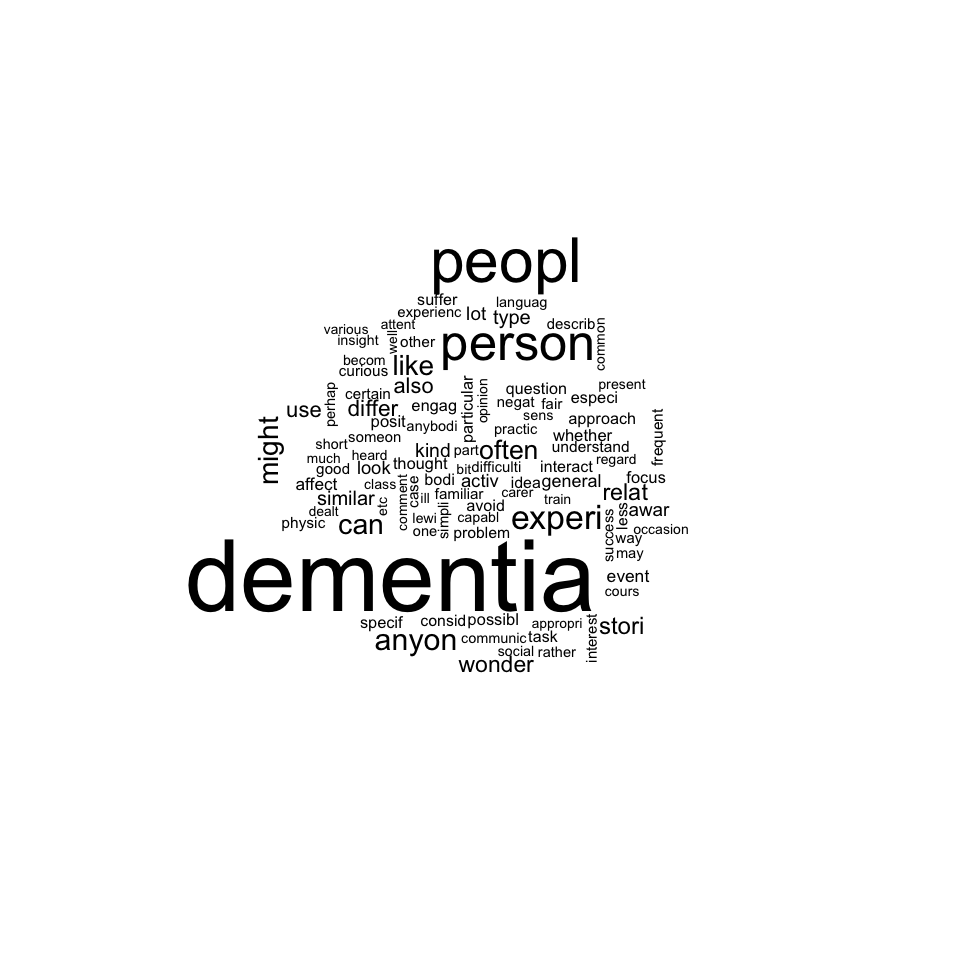 peopl
suffer
languag
experienc
lot
type
attent
various
describ
insight
well
other
person
common
becom
curious
like
also
perhap
certain
particular
opinion
question
present
negat
fair
especi
use
differ
engag
posit
anybodi
sens
approach
practic
frequent
might
short
someon
whether
understand
much
heard
kind
part
often
good
look
thought
bit
difficulti
interact
regard
affect
class
bodi
activ
idea
general
focus
similar
etc
comment
case
ill
familiar
carer
train
relat
dealt
simpli
avoid
awar
physic
can
lewi
capabl
experi
success
less
occasion
one
problem
way
may
dementia
event
cours
specif
consid
possibl
appropri
interest
stori
anyon
communic
task
social
rather
wonder